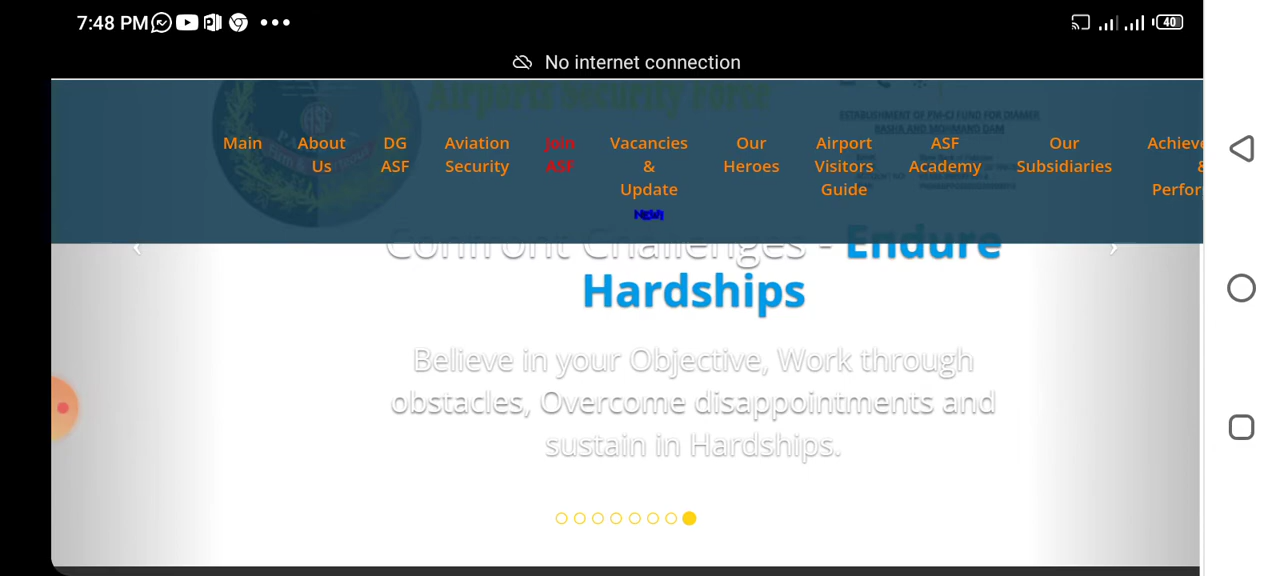 7:48 PM
40
No internet connection
Airports Security Force
ESTABLISHMENT OF PM-CJ FUND FOR DIAMER
BASHA AND MOHMAND DAM
ASF
Main
About
Us
DG
ASF
Aviation
Security
Join
ASF
Vacancies
&
Update
NEW!
Our
Heroes
Airport
Visitors
Guide
ASF
Academy
Our
Subsidiaries
Achieve
&
Perfor
Confront Challenges - Endure
Hardships
Believe in your Objective, Work through
obstacles, Overcome disappointments and
sustain in Hardships.